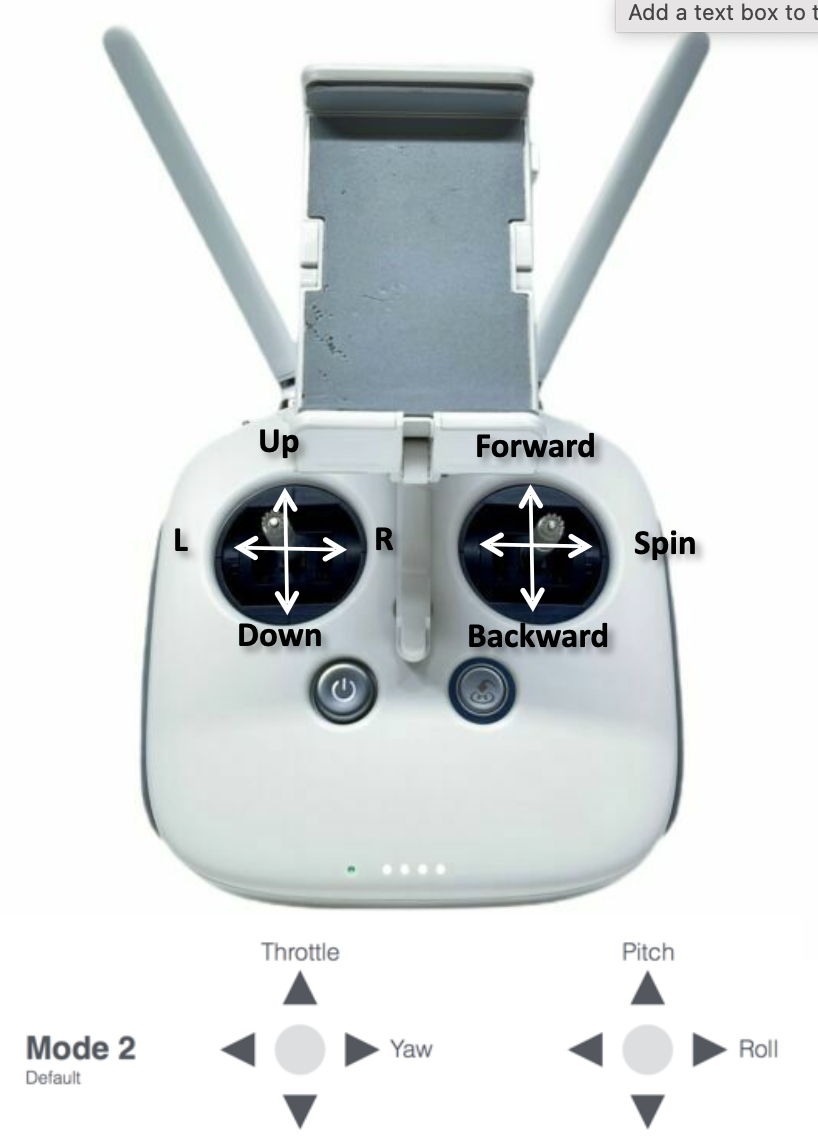 Add a text box to t
Up
Forward
L
R
Spin
Down
Backward
Throttle
Pitch
Mode 2
Default
Yaw
Roll